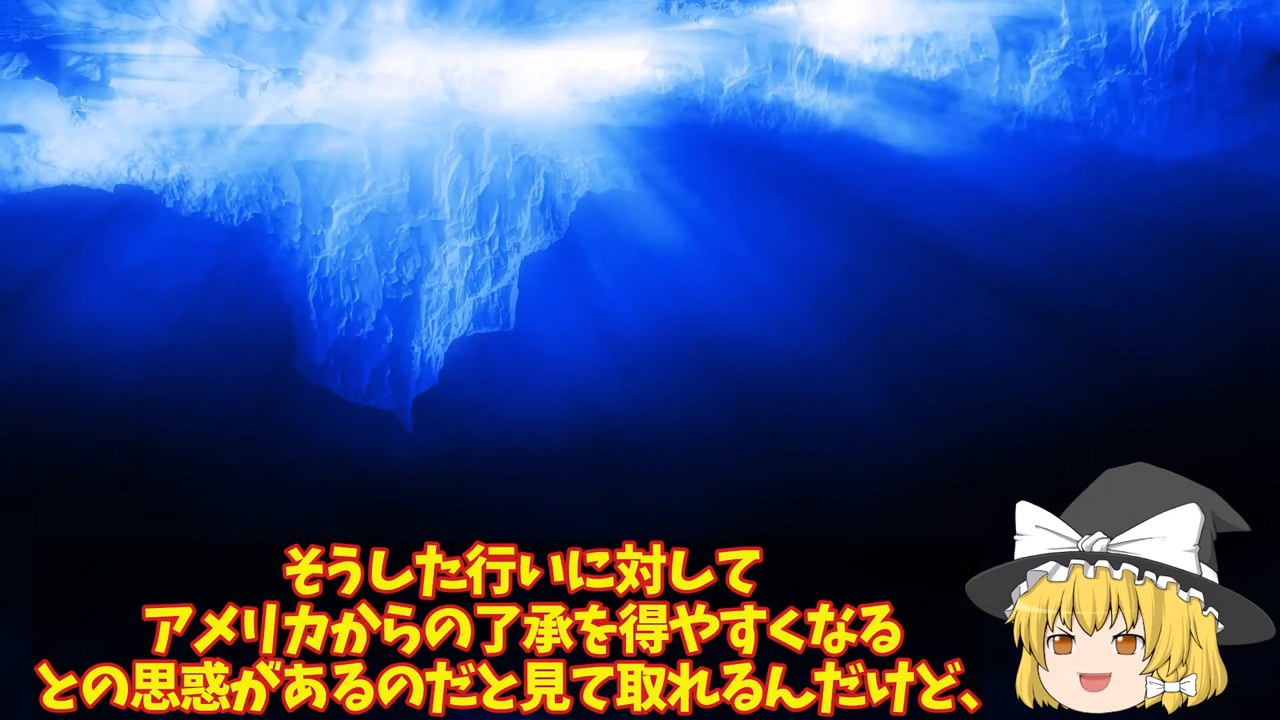 そうした行いに対して
アメリカからの了承を得やすくなる
との思惑があるのだと見て取れるんだけど、